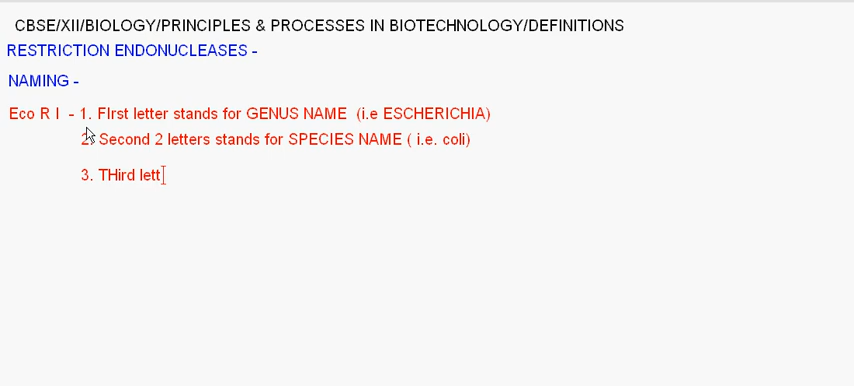 CBSE/XII/BIOLOGY/PRINCIPLES & PROCESSES IN BIOTECHNOLOGY/DEFINITIONS
RESTRICTION ENDONUCLEASES -
NAMING -
Eco R I - 1. FIrst letter stands for GENUS NAME (i.e ESCHERICHIA)
2. Second 2 letters stands for SPECIES NAME ( i.e. coli)
3. THird lett